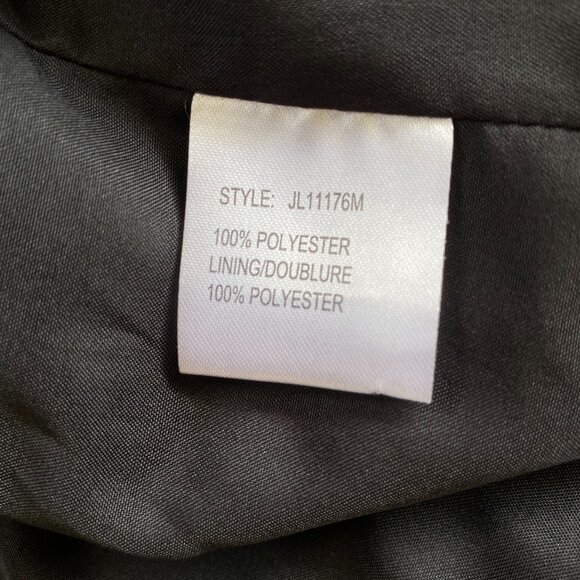 STYLE: JL11176M
100% POLYESTER
LINING/DOUBLURE
100% POLYESTER